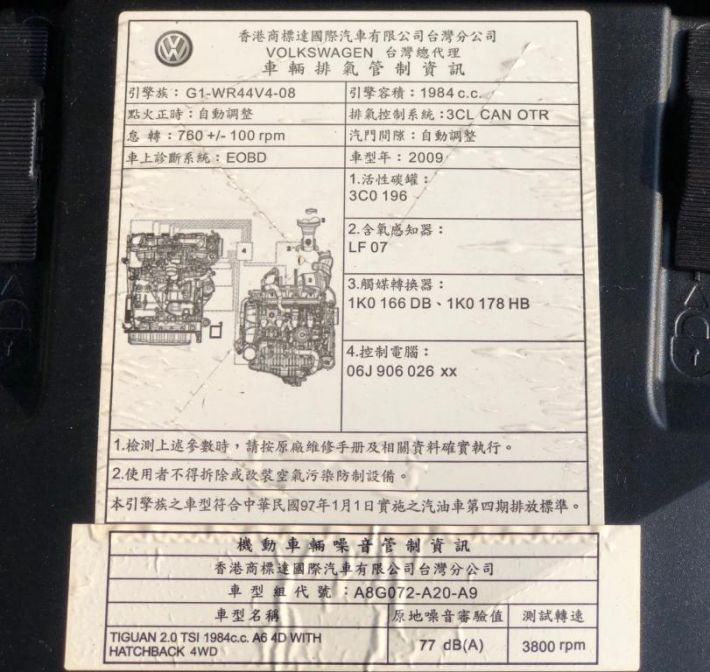 香港商標達國際汽車有限公司台灣分公司
VOLKSWAGEN 台灣總代理
車輛排氣管制資訊
引擎族：G1-WR44V4-08
引擎容積：1984 c.c.
點火正時：自動調整
排氣控制系統：3CL CAN OTR
怠 轉：760 +/- 100 rpm
汽門間隙：自動調整
車上診斷系統：EOBD
車型年：2009
1.活性碳罐：
3C0 196
2.含氧感知器：
LF 07
3.觸媒轉換器：
1K0 166 DB、1K0 178 HB
4.控制電腦：
06J 906 026 xx
4
2
1.檢測上述參數時，請按原廠維修手冊及相關資料確實執行。
2.使用者不得拆除或改裝空氣污染防制設備。
本引擎族之車型符合中華民國97年1月1日實施之汽油車第四期排放標準。
機動車輛噪音管制資訊
香港商標達國際汽車有限公司台灣分公司
車型組代號：A8G072-A20-A9
車型名稱
原地噪音審驗值
測試轉速
TIGUAN 2.0 TSI 1984c.c. A6 4D WITH
HATCHBACK 4WD
77 dB(A)
3800 rpm